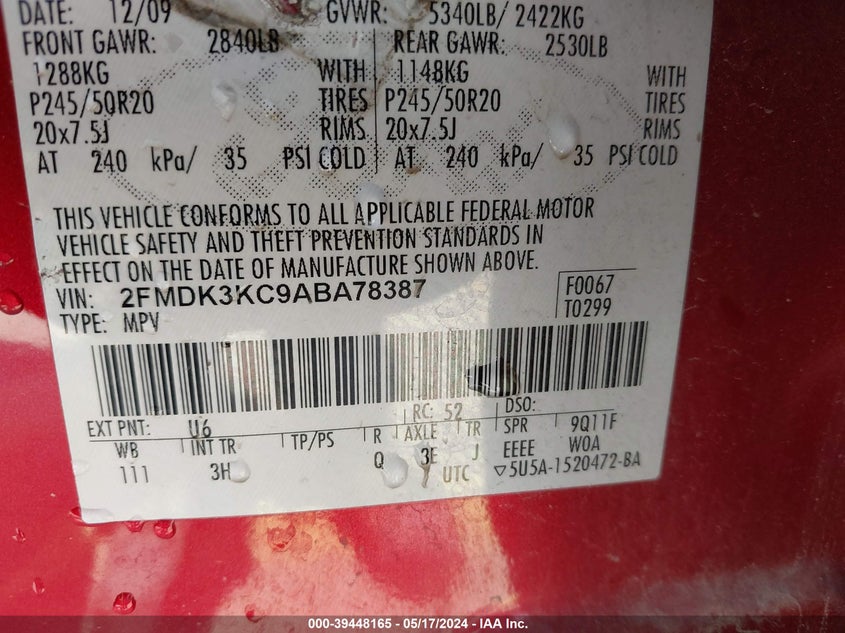 DATE: 12/09 GVWR: 5340LB/ 2422KG
FRONT GAWR: 2840LB REAR GAWR: 2530LB
1288KG WITH 1148KG WITH
P245/50R20 TIRES P245/50R20 TIRES
20x7.5J RIMS 20x7.5J RIMS
AT 240 kPa/ 35 PSI COLD AT 240 kPa/ 35 PSI COLD
THIS VEHICLE CONFORMS TO ALL APPLICABLE FEDERAL MOTOR
VEHICLE SAFETY AND THEFT PREVENTION STANDARDS IN
EFFECT ON THE DATE OF MANUFACTURE SHOWN ABOVE.
VIN: 2FMDK3KC9ABA78387 F0067
TYPE: MPV T0299
EXT PNT: U6 RC: 52 DSO:
WB INT TR TP/PS R AXLE TR SPR 9Q11F
111 3H Q 3E J EEEE W0A
UTC ▽5U5A-1520472-BA
000-39448165 - 05/17/2024 - IAA Inc.